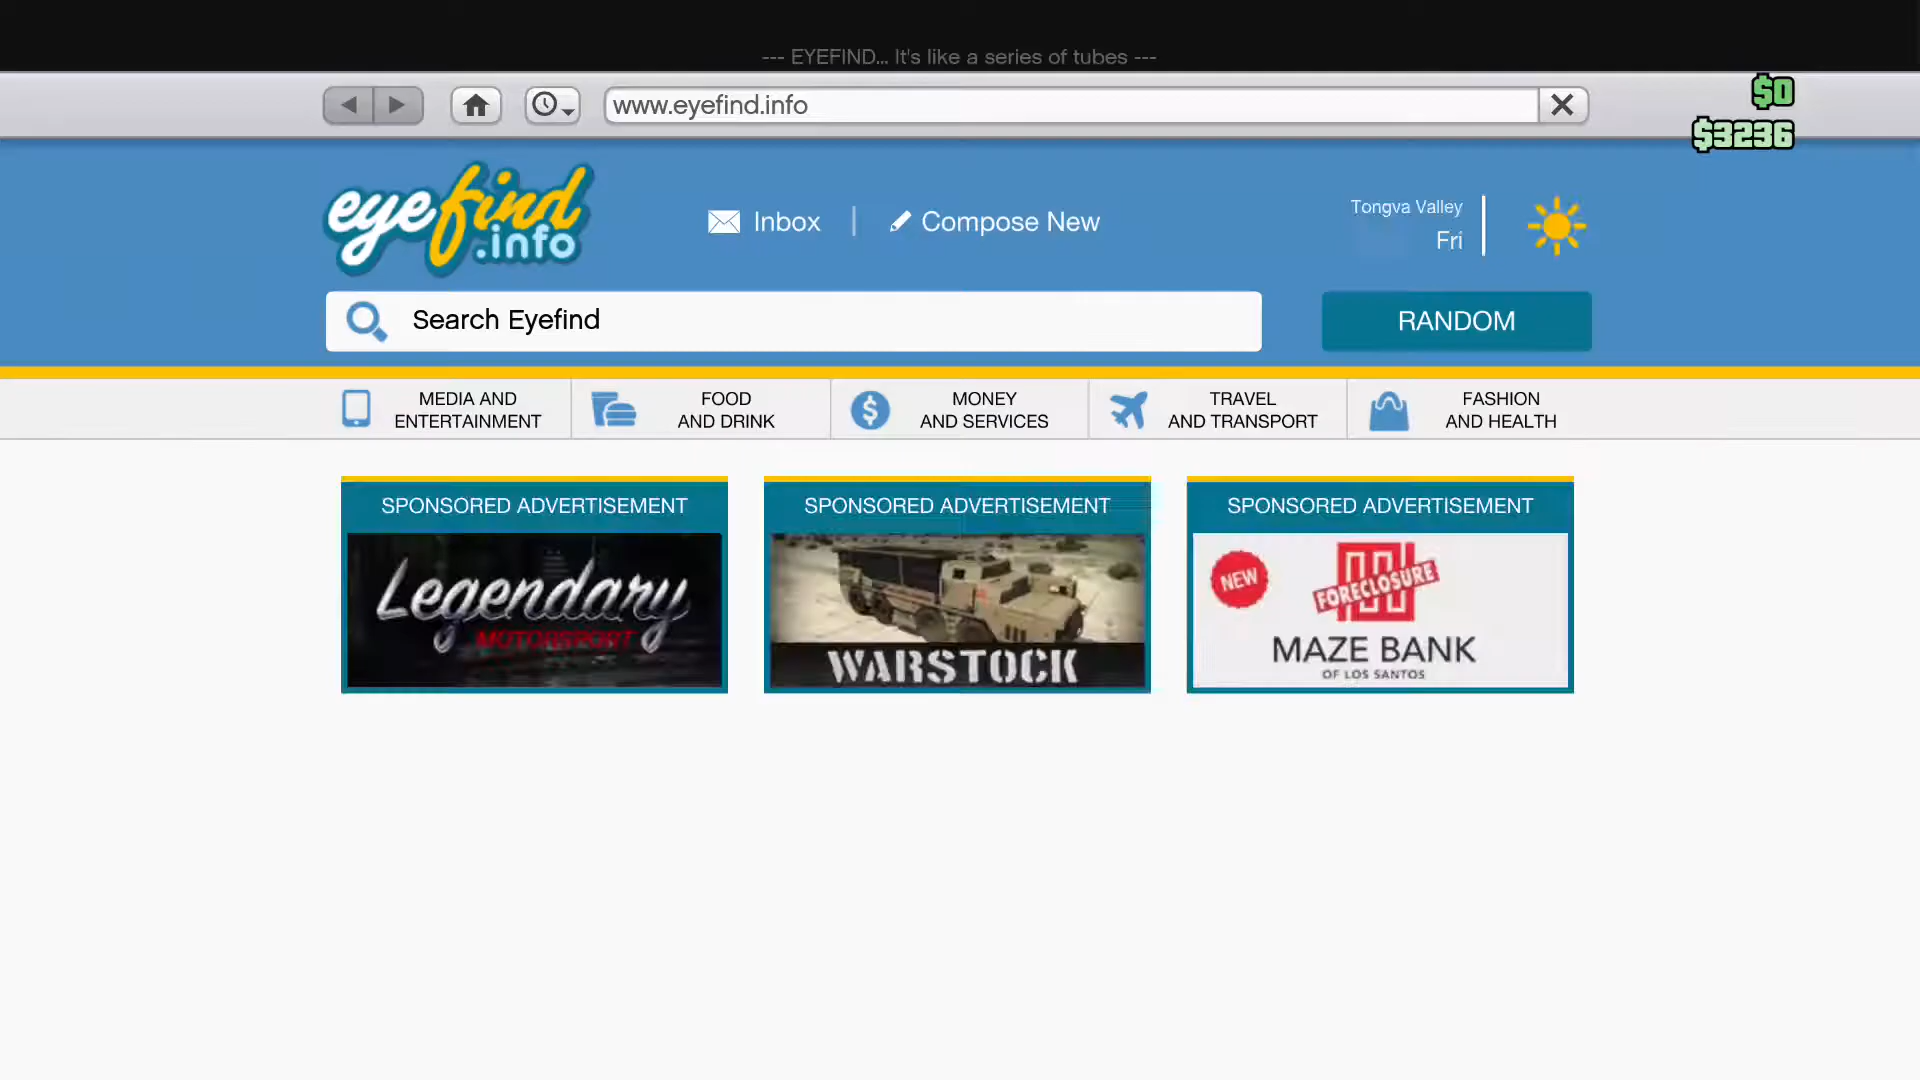 --- EYEFIND... It's like a series of tubes ---
www.eyefind.info
$0
$3236
eyefind
.info
Inbox
Compose New
Tongva Valley
Fri
Search Eyefind
RANDOM
MEDIA AND
ENTERTAINMENT
FOOD
AND DRINK
MONEY
AND SERVICES
TRAVEL
AND TRANSPORT
FASHION
AND HEALTH
SPONSORED ADVERTISEMENT
Legendary
MOTORSPORT
SPONSORED ADVERTISEMENT
WARSTOCK
SPONSORED ADVERTISEMENT
NEW
FORECLOSURE
MAZE BANK
OF LOS SANTOS